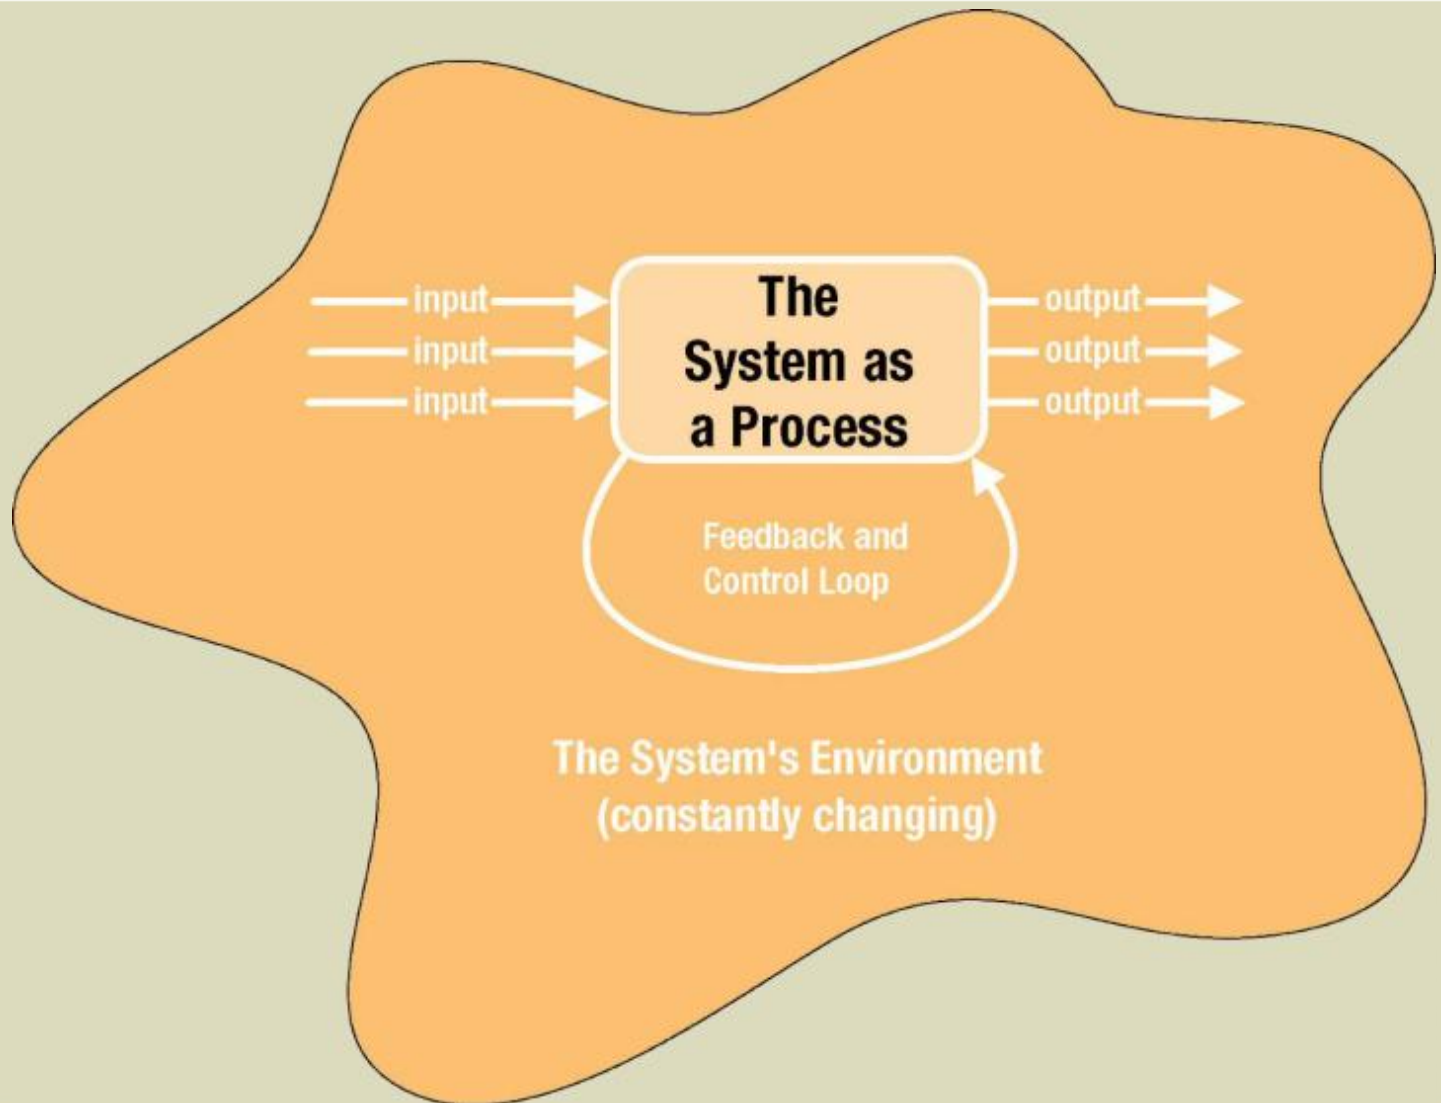 The
System as
a Process
input
input
input
output
output
output
Feedback and
Control Loop
The System's Environment
(constantly changing)